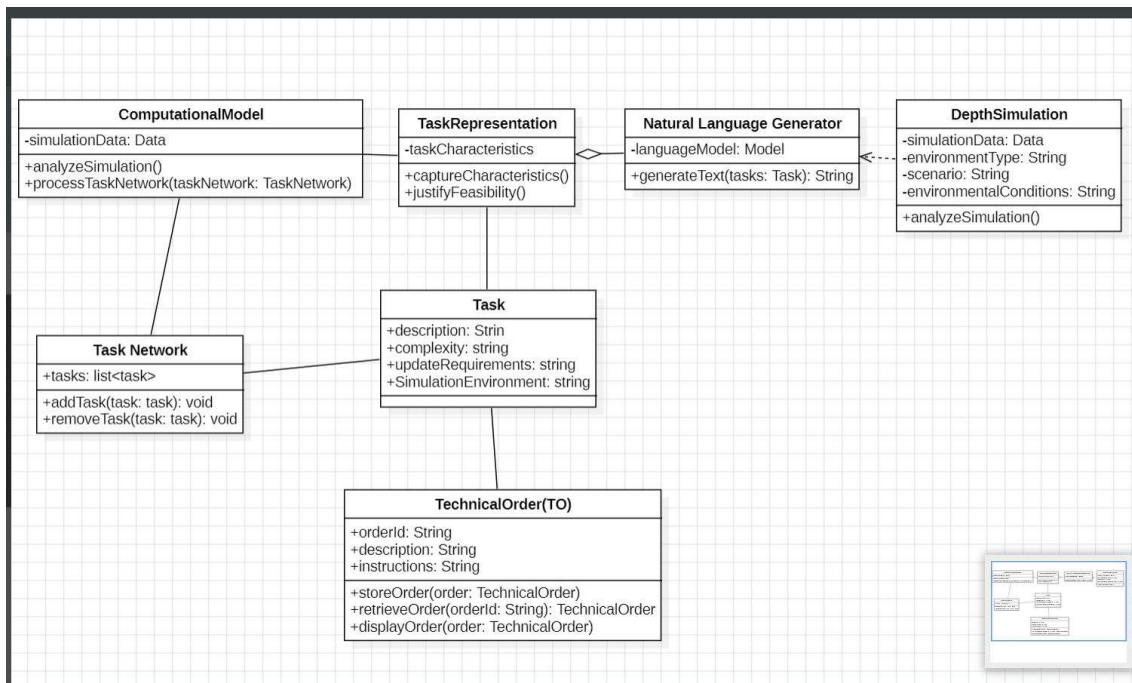 ComputationalModel
-simulationData: Data
+analyzeSimulation()
+processTaskNetwork(taskNetwork: TaskNetwork)
TaskRepresentation
-taskCharacteristics
+captureCharacteristics()
+justifyFeasibility()
Natural Language Generator
-languageModel: Model
+generateText(tasks: Task): String
DepthSimulation
-simulationData: Data
-environmentType: String
-scenario: String
-environmentalConditions: String
+analyzeSimulation()
Task Network
+tasks: list<task>
+addTask(task: task): void
+removeTask(task: task): void
Task
+description: Strin
+complexity: string
+updateRequirements: string
+SimulationEnvironment: string
TechnicalOrder(TO)
+orderId: String
+description: String
+instructions: String
+storeOrder(order: TechnicalOrder)
+retrieveOrder(orderId: String): TechnicalOrder
+displayOrder(order: TechnicalOrder)